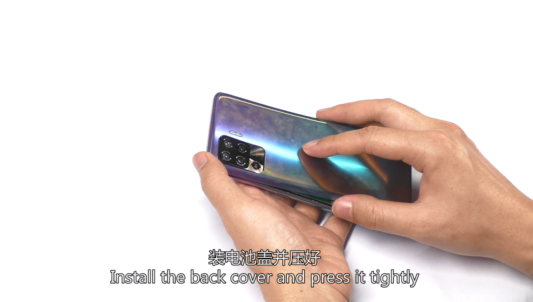 装电池盖并压好
Install the back cover and press it tightly